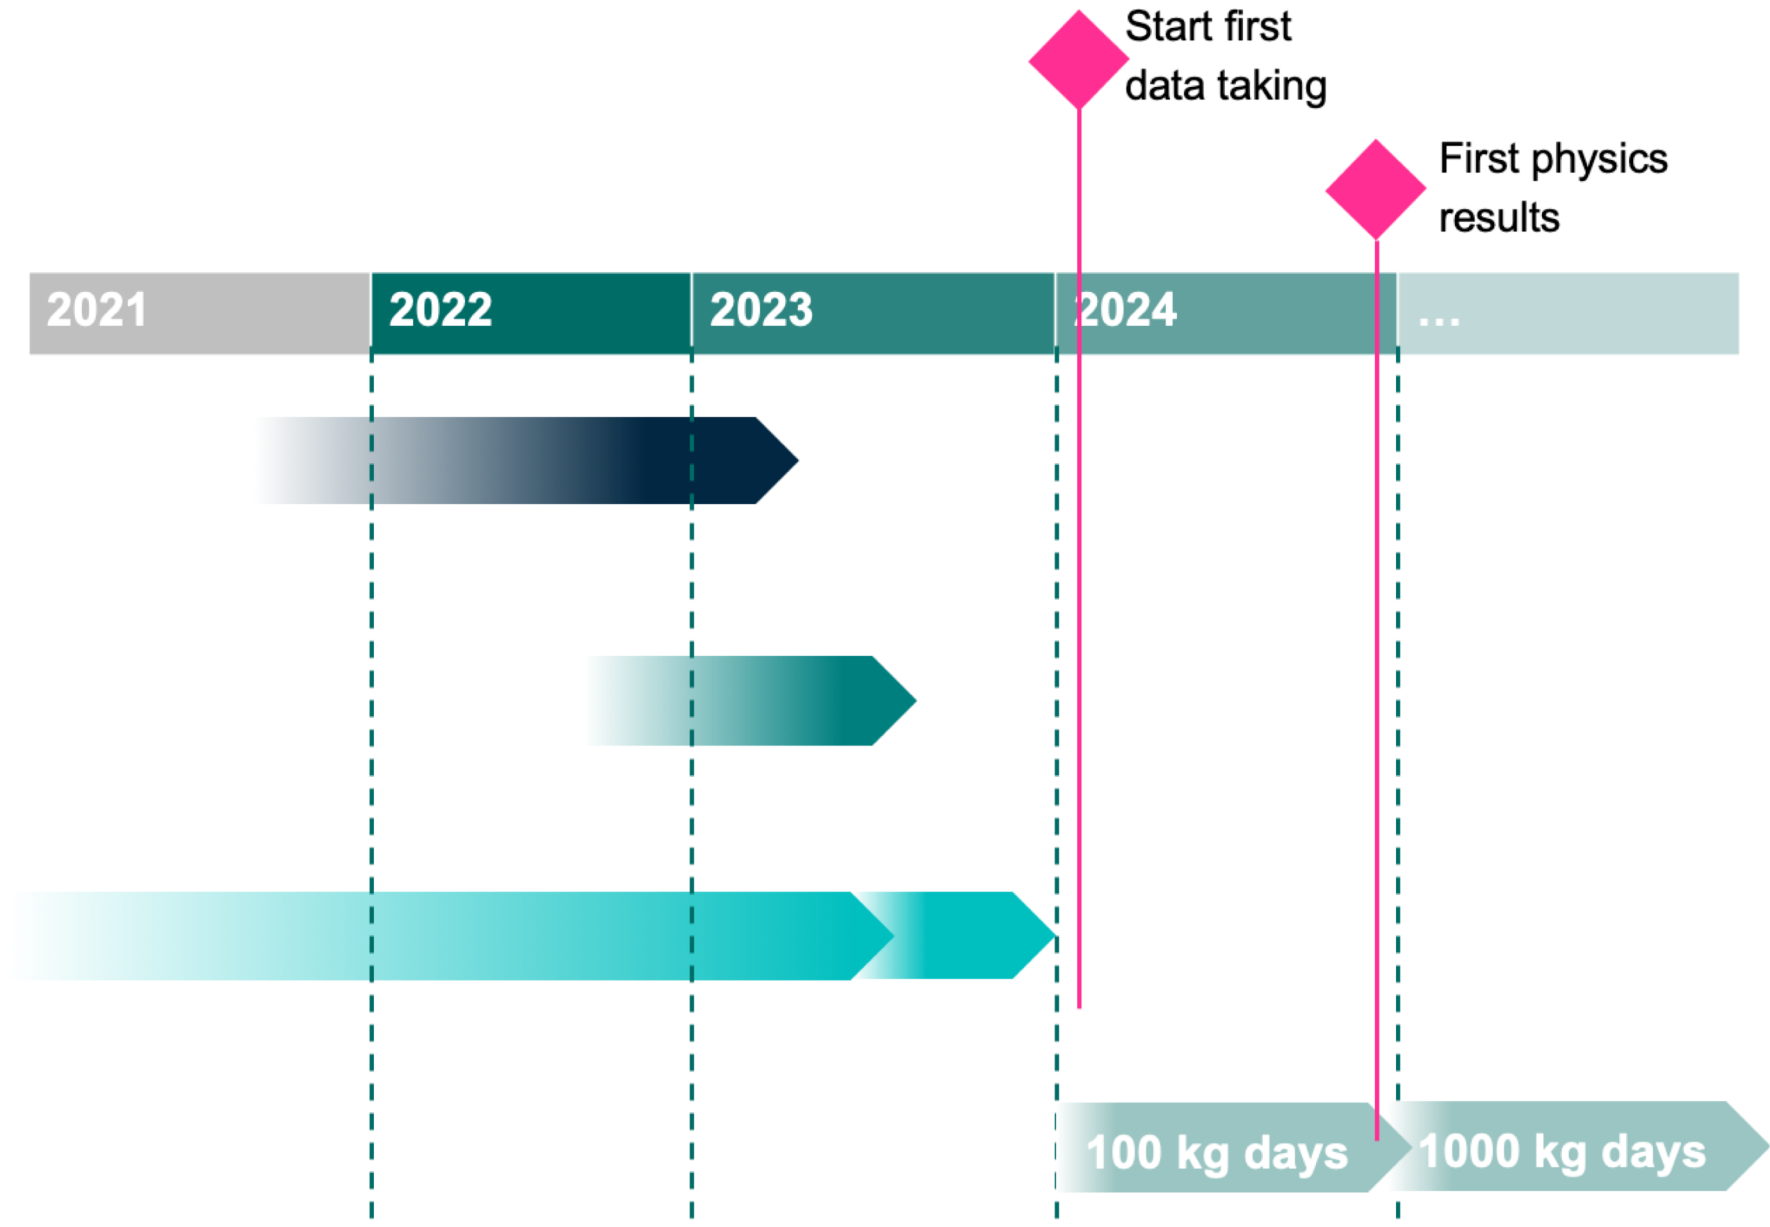 Start first
data taking
First physics
results
2021
2022
2023
2024
...
100 kg days
1000 kg days